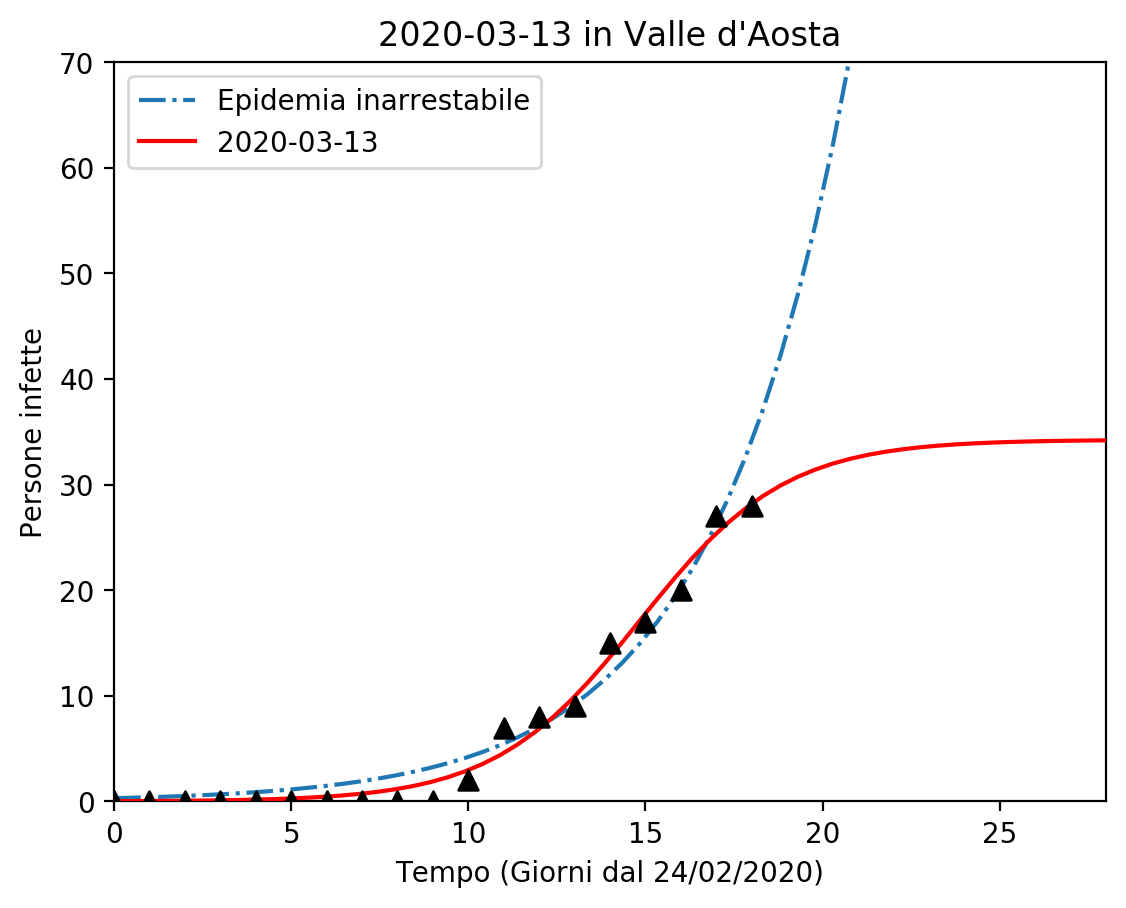 2020-03-13 in Valle d'Aosta
Epidemia inarrestabile
2020-03-13
Persone infette
70
60
50
40
30
20
10
0
0 5 10 15 20 25
Tempo (Giorni dal 24/02/2020)